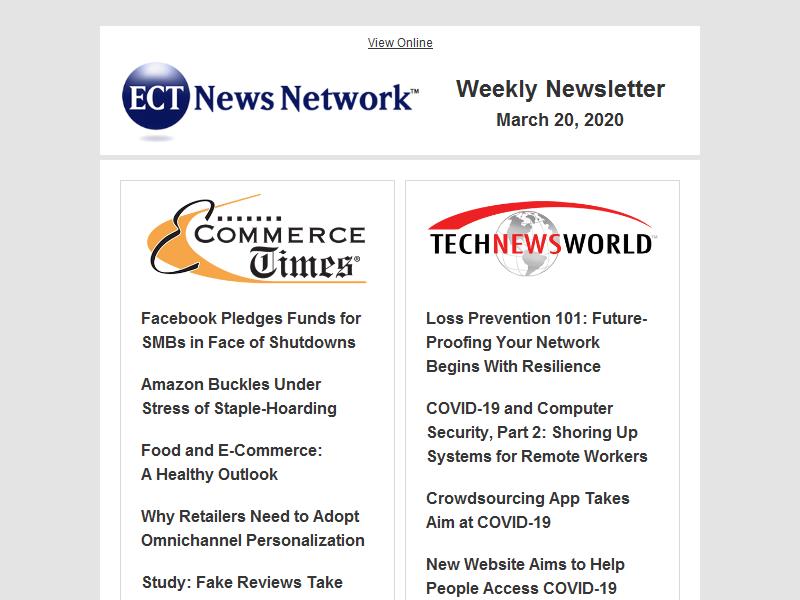 View Online
ECT News Network™
Weekly Newsletter
March 20, 2020
E COMMERCE
Times®
TECHNEWSWORLD™
Facebook Pledges Funds for
SMBs in Face of Shutdowns
Amazon Buckles Under
Stress of Staple-Hoarding
Food and E-Commerce:
A Healthy Outlook
Why Retailers Need to Adopt
Omnichannel Personalization
Study: Fake Reviews Take
Loss Prevention 101: Future-
Proofing Your Network
Begins With Resilience
COVID-19 and Computer
Security, Part 2: Shoring Up
Systems for Remote Workers
Crowdsourcing App Takes
Aim at COVID-19
New Website Aims to Help
People Access COVID-19